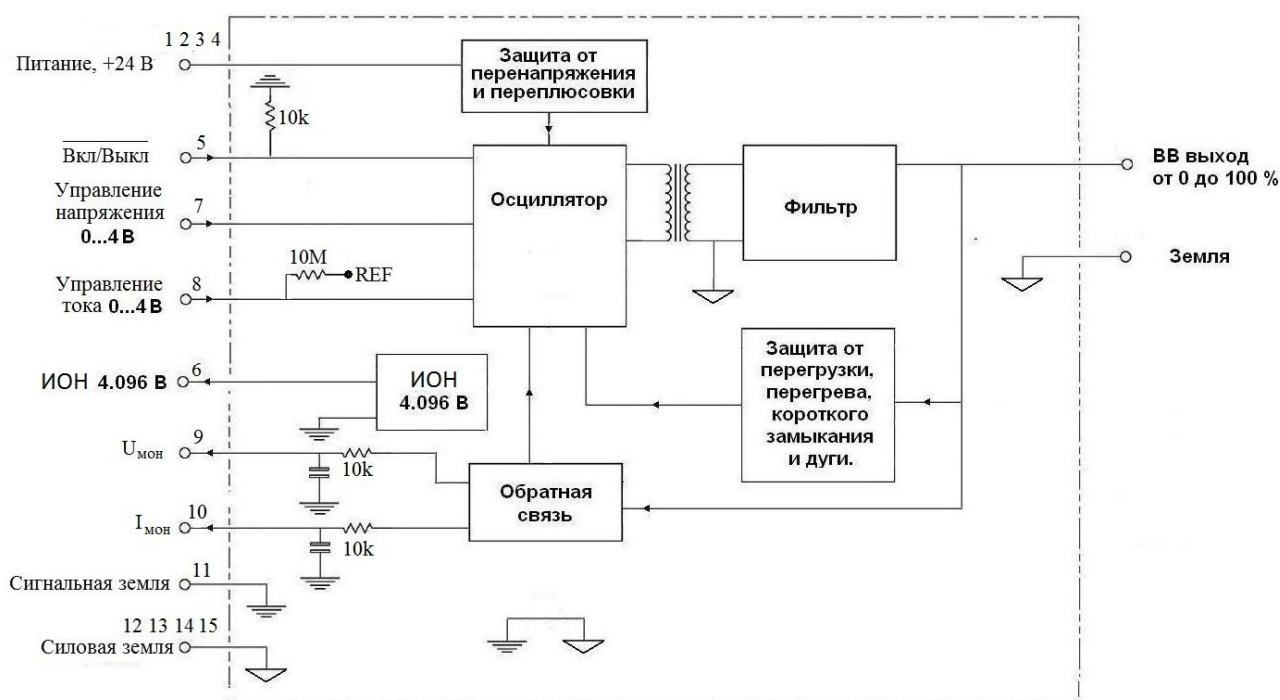 1 2 3 4
Питание, +24 В
Защита от
перенапряжения
и переплюсовки
10k
Вкл/Выкл
5
Осциллятор
Фильтр
ВВ выход
от 0 до 100 %
Управление
напряжения
0...4 В
7
10M
REF
Земля
Управление
тока 0...4 В
8
ИОН 4.096 В
6
ИОН
4.096 В
Защита от
перегрузки,
перегрева,
короткого
замыкания
и дуги.
Uмон
9
10k
Обратная
связь
Iмон
10
10k
Сигнальная земля
11
12 13 14 15
Силовая земля